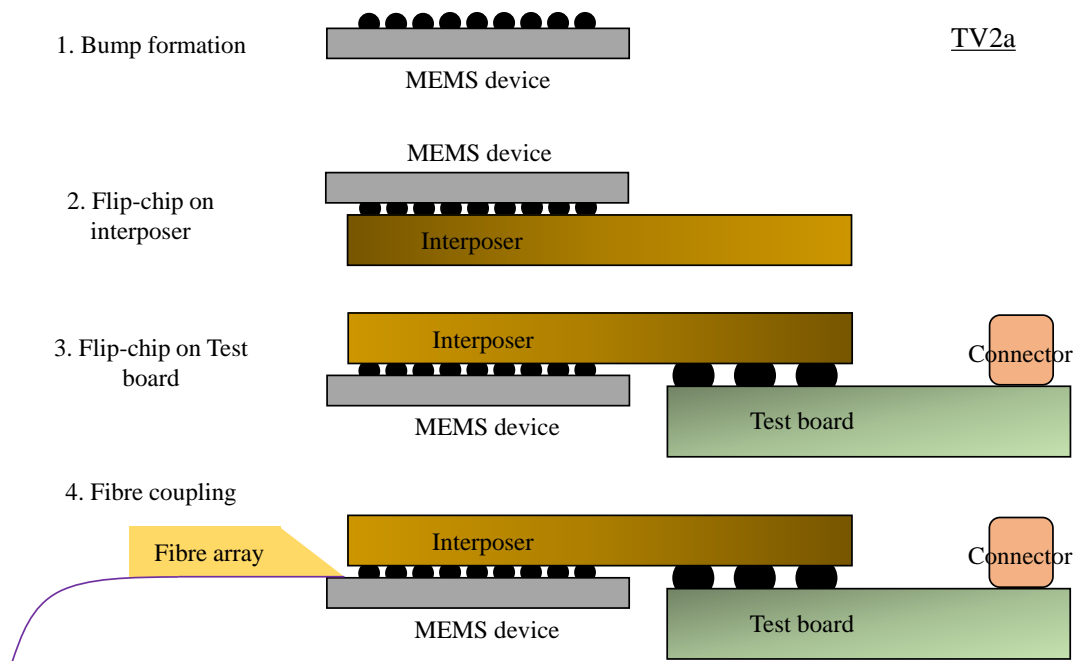 TV2a
1. Bump formation
MEMS device
MEMS device
2. Flip-chip on
interposer
Interposer
3. Flip-chip on Test
board
Interposer
Connector
MEMS device
Test board
4. Fibre coupling
Fibre array
Interposer
Connector
MEMS device
Test board